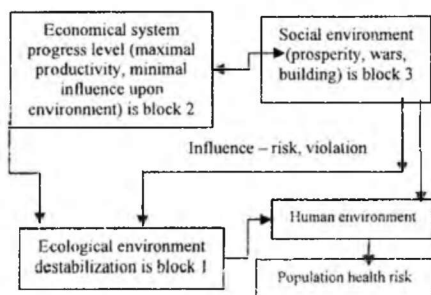 Economical system
progress level (maximal
productivity, minimal
influence upon
environment) is block 2
Social environment
(prosperity, wars,
building) is block 3
Influence – risk, violation
Human environment
Ecological environment
destabilization is block 1
Population health risk